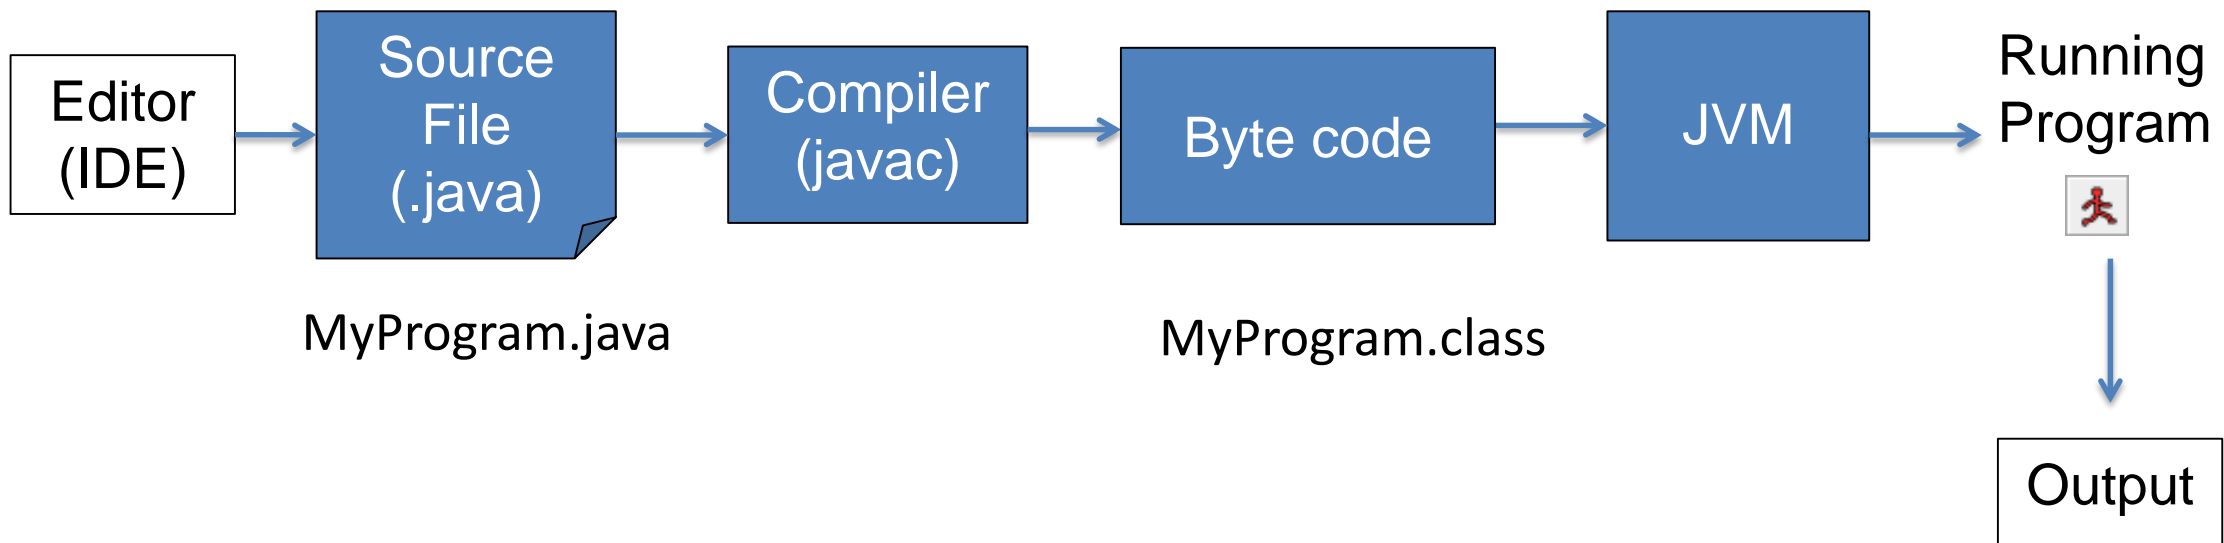 Editor
(IDE)
Source
File
(.java)
Compiler
(javac)
Byte code
JVM
Running
Program
MyProgram.java
MyProgram.class
Output